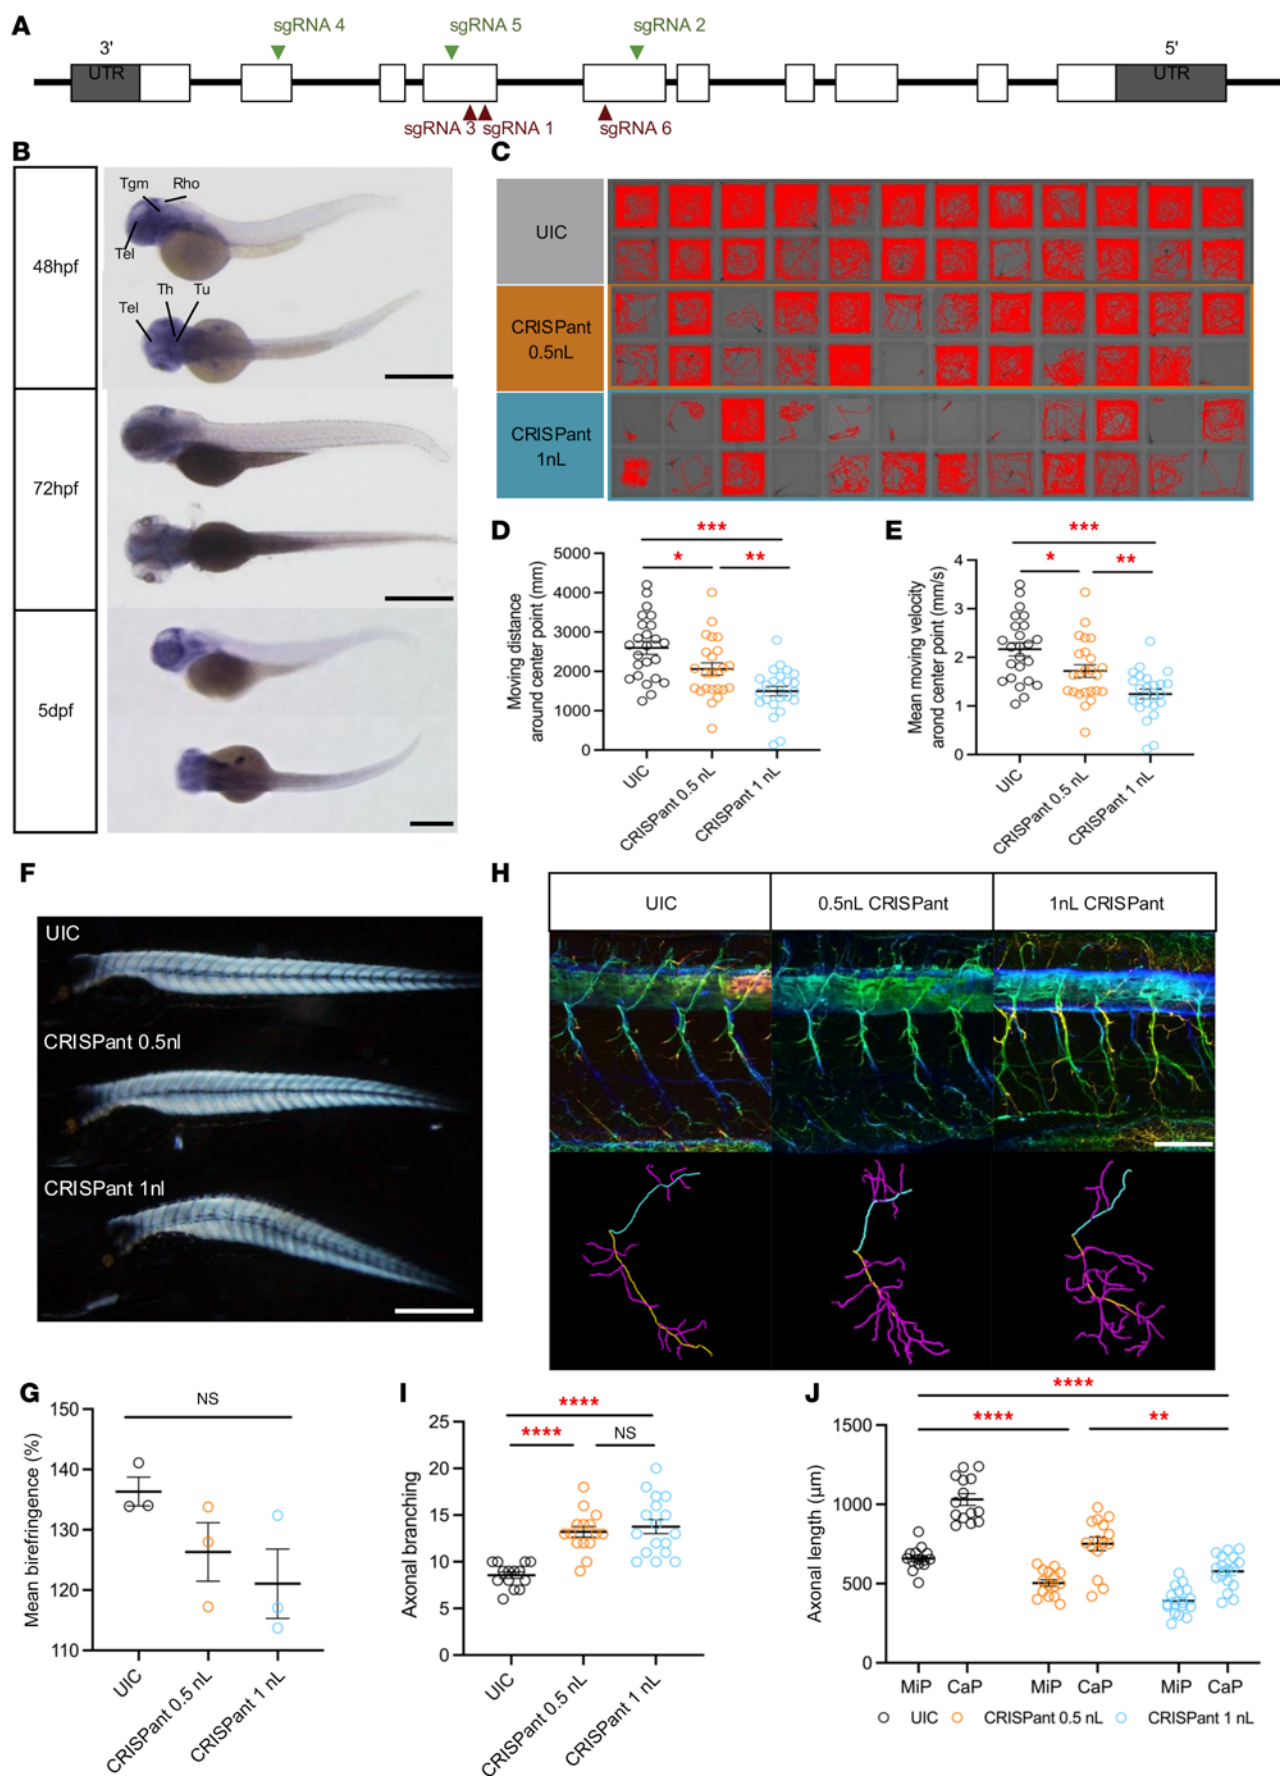 A
sgRNA 4
sgRNA 5
sgRNA 2
3'
UTR
5'
UTR
sgRNA 3
sgRNA 1
sgRNA 6
B
48hpf
72hpf
5dpf
Tgm
Rho
Tel
Tel
Th
Tu
C
UIC
CRISPant
0.5nL
CRISPant
1nL
D
***
*
**
Moving distance
around center point (mm)
5000
4000
3000
2000
1000
0
UIC
CRISPant 0.5 nL
CRISPant 1 nL
E
***
*
**
Mean moving velocity
arond center point (mm/s)
4
3
2
1
0
UIC
CRISPant 0.5 nL
CRISPant 1 nL
F
UIC
CRISPant 0.5nl
CRISPant 1nl
H
UIC
0.5nL CRISPant
1nL CRISPant
G
NS
Mean birefringence (%)
150
140
130
120
110
UIC
CRISPant 0.5 nL
CRISPant 1 nL
I
****
****
NS
Axonal branching
25
20
15
10
5
0
UIC
CRISPant 0.5 nL
CRISPant 1 nL
J
****
****
**
Axonal length (µm)
1500
1000
500
0
MiP CaP MiP CaP MiP CaP
UIC CRISPant 0.5 nL CRISPant 1 nL